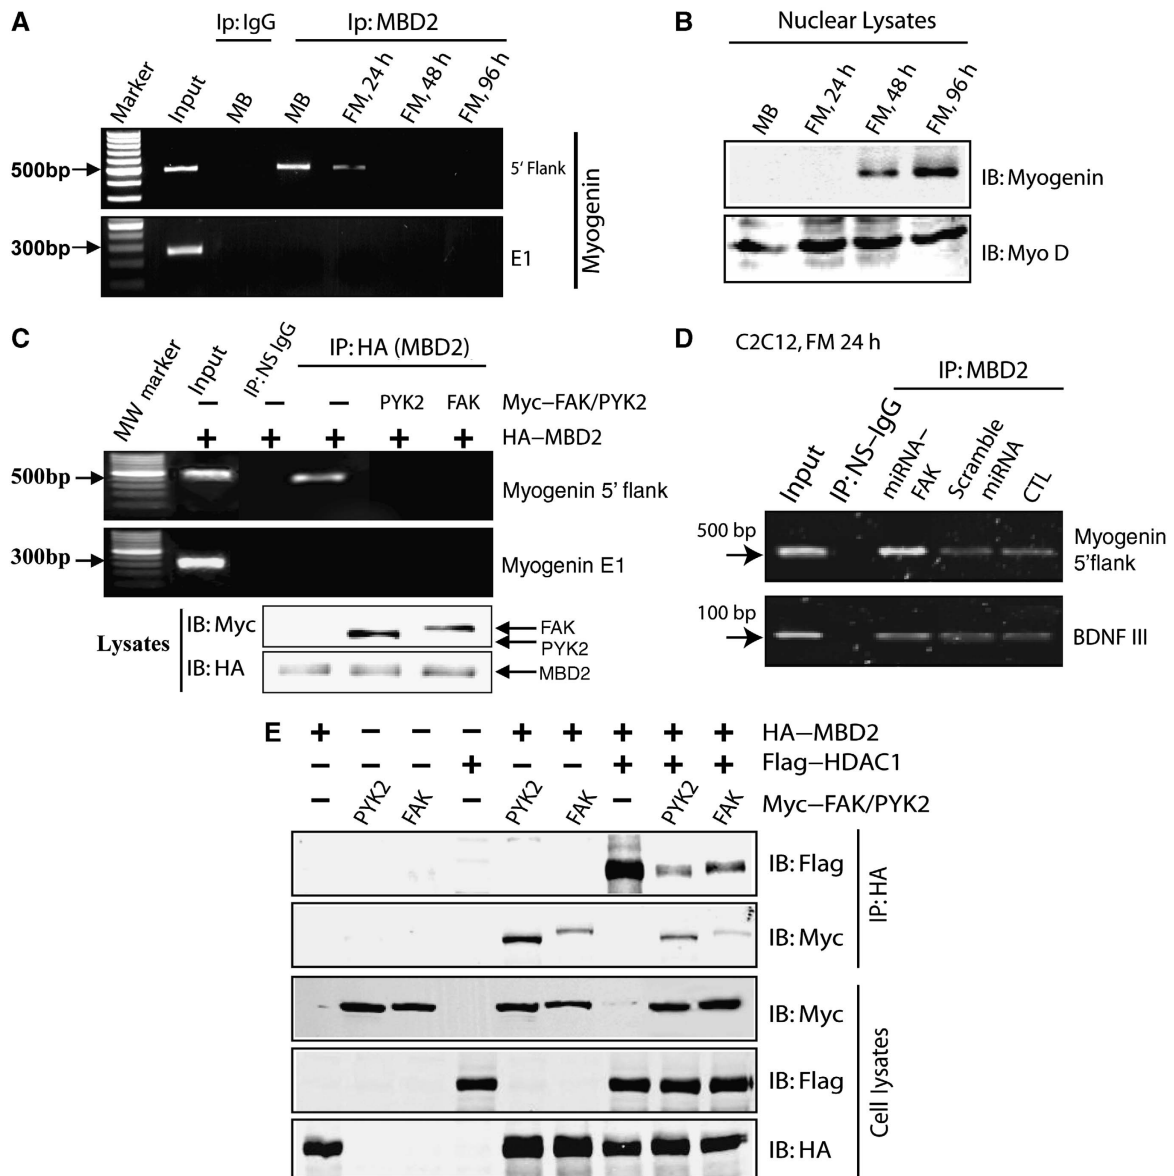 A
Ip: IgG
Ip: MBD2
Marker
Input
MB
MB
FM, 24 h
FM, 48 h
FM, 96 h
500bp
5' Flank
300bp
E1
Myogenin
B
Nuclear Lysates
MB
FM, 24 h
FM, 48 h
FM, 96 h
IB: Myogenin
IB: Myo D
C
MW marker
Input
IP: NS IgG
IP: HA (MBD2)
− − − PYK2 FAK Myc−FAK/PYK2
+ + + + + HA−MBD2
500bp
Myogenin 5' flank
300bp
Myogenin E1
Lysates
IB: Myc
FAK
PYK2
IB: HA
MBD2
D
C2C12, FM 24 h
IP: MBD2
Input
IP: NS−IgG
miRNA−
FAK
Scramble
miRNA
CTL
500 bp
Myogenin
5'flank
100 bp
BDNF III
E
+ − − − + + + + + HA−MBD2
− − − + − − + + + Flag−HDAC1
− PYK2 FAK − PYK2 FAK − PYK2 FAK Myc−FAK/PYK2
IB: Flag
IB: Myc
IP: HA
IB: Myc
IB: Flag
IB: HA
Cell lysates